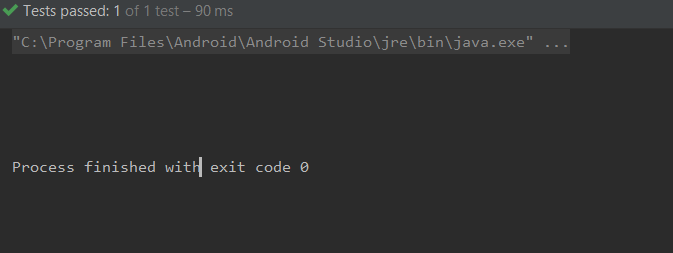 Tests passed: 1 of 1 test – 90 ms
"C:\Program Files\Android\Android Studio\jre\bin\java.exe" ...
Process finished with exit code 0